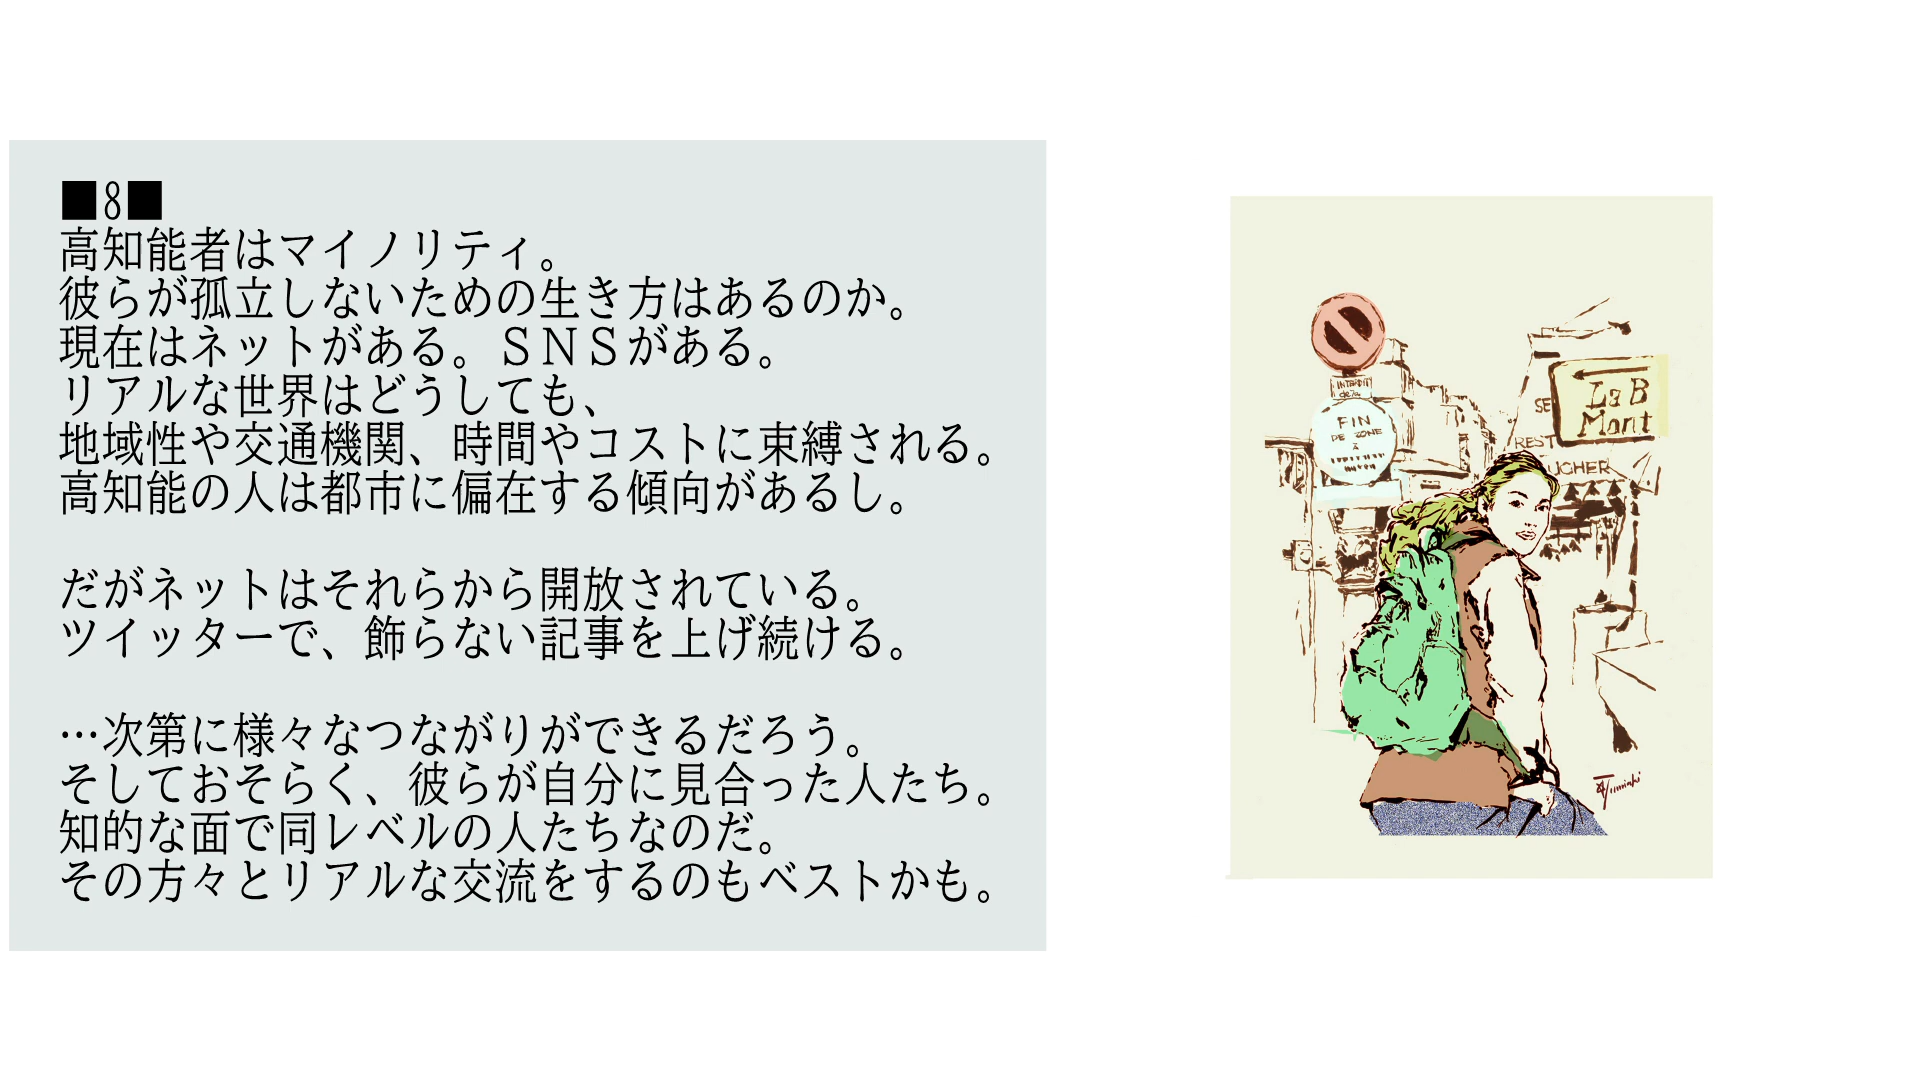 ■8■
高知能者はマイノリティ。
彼らが孤立しないための生き方はあるのか。
現在はネットがある。ＳＮＳがある。
リアルな世界はどうしても、
地域性や交通機関、時間やコストに束縛される。
高知能の人は都市に偏在する傾向があるし。
だがネットはそれらから開放されている。
ツイッターで、飾らない記事を上げ続ける。
…次第に様々なつながりができるだろう。
そしておそらく、彼らが自分に見合った人たち。
知的な面で同レベルの人たちなのだ。
その方々とリアルな交流をするのもベストかも。
INTERDIT
de la
FIN
DE ZONE
à
La B
Mont
SE
REST
UCHER